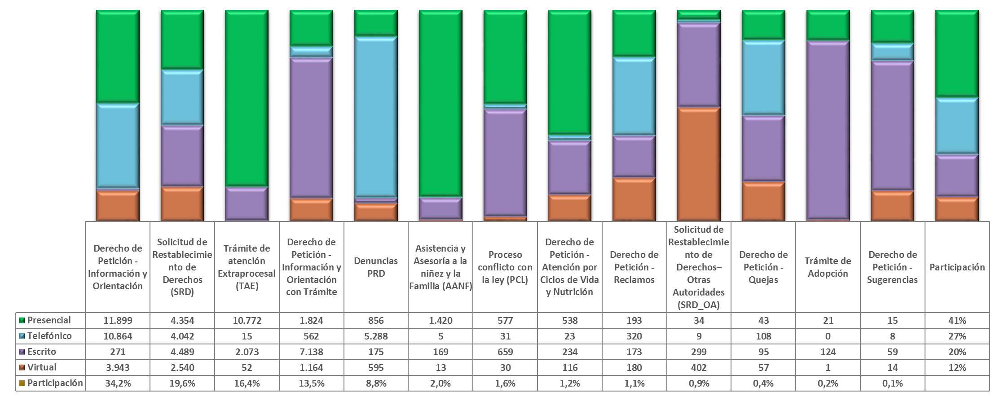 Derecho de
Petición -
Información y
Orientación
Solicitud de
Restablecimie
nto de
Derechos
(SRD)
Trámite de
atención
Extraprocesal
(TAE)
Derecho de
Petición -
Información y
Orientación
con Trámite
Denuncias
PRD
Asistencia y
Asesoría a la
niñez y la
Familia (AANF)
Proceso
conflicto con
la ley (PCL)
Derecho de
Petición -
Atención por
Ciclos de Vida
y Nutrición
Derecho de
Petición -
Reclamos
Solicitud de
Restablecimie
nto de
Derechos–
Otras
Autoridades
(SRD_OA)
Derecho de
Petición -
Quejas
Trámite de
Adopción
Derecho de
Petición -
Sugerencias
Participación
Presencial 11.899 4.354 10.772 1.824 856 1.420 577 538 193 34 43 21 15 41%
Telefónico 10.864 4.042 15 562 5.288 5 31 23 320 9 108 0 8 27%
Escrito 271 4.489 2.073 7.138 175 169 659 234 173 299 95 124 59 20%
Virtual 3.943 2.540 52 1.164 595 13 30 116 180 402 57 1 14 12%
Participación 34,2% 19,6% 16,4% 13,5% 8,8% 2,0% 1,6% 1,2% 1,1% 0,9% 0,4% 0,2% 0,1%